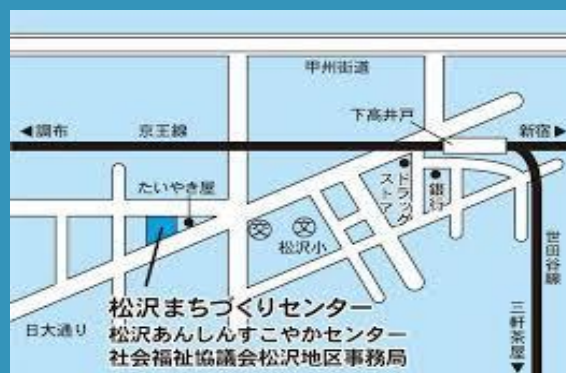 甲州街道
下高井戸
◀調布
京王線
新宿▶
たいやき屋
ドラッグ
ストア
銀行
交
文
松沢小
世田谷線
松沢まちづくりセンター
松沢あんしんすこやかセンター
社会福祉協議会松沢地区事務局
日大通り
三軒茶屋▼